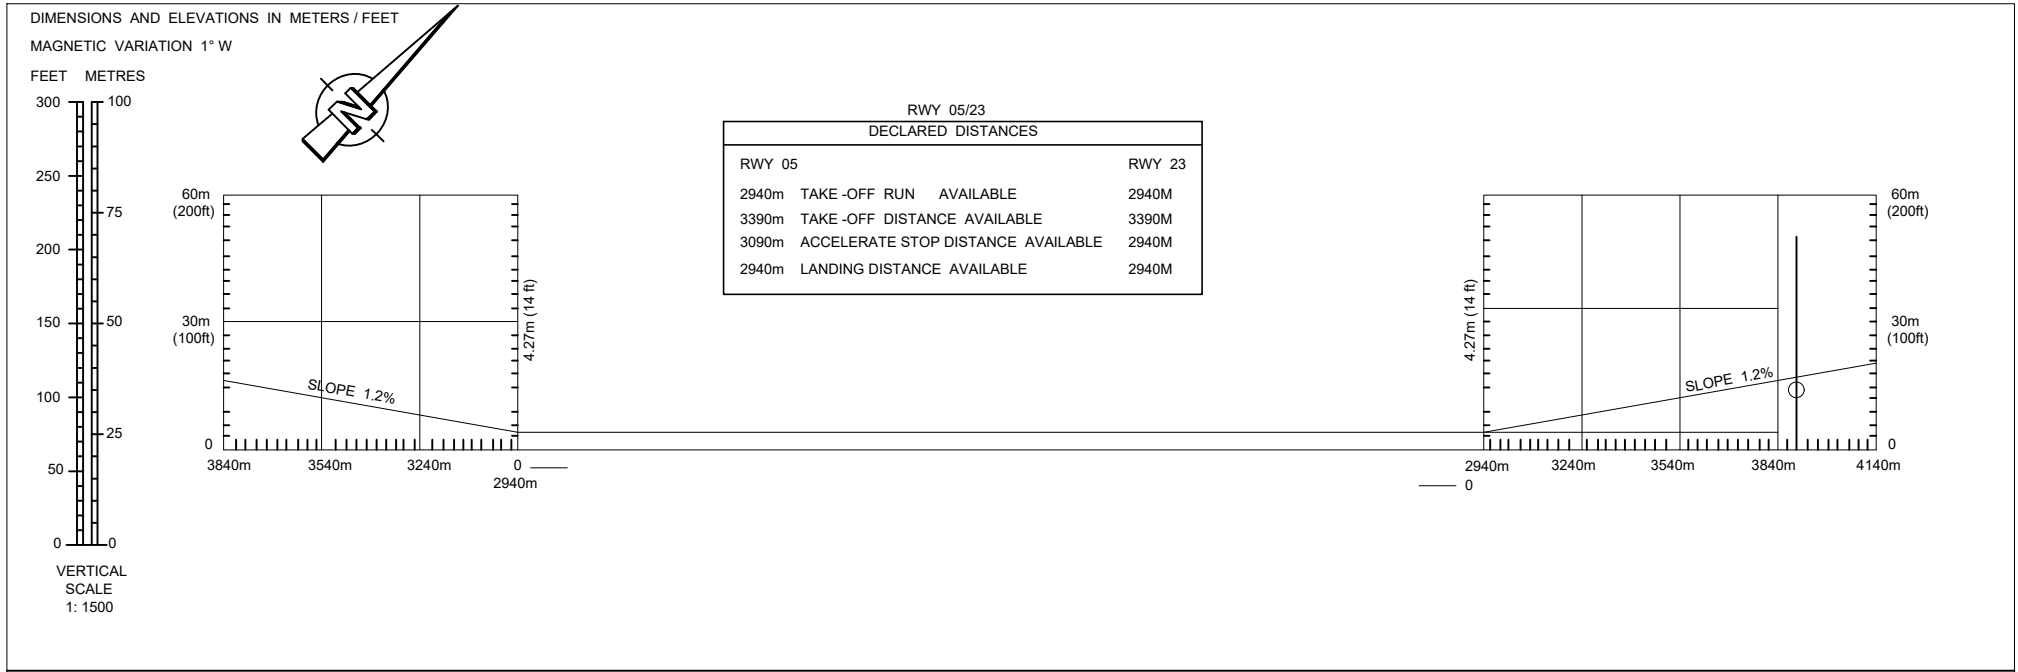 DIMENSIONS AND ELEVATIONS IN METERS / FEET
MAGNETIC VARIATION 1° W
FEET METRES
300 100
250
75
200
150 50
100
25
50
0 0
VERTICAL
SCALE
1: 1500
N
60m
(200ft)
30m
(100ft)
0
SLOPE 1.2%
4.27m (14 ft)
3840m 3540m 3240m 0
2940m
RWY 05/23
DECLARED DISTANCES
RWY 05 RWY 23
2940m TAKE -OFF RUN AVAILABLE 2940M
3390m TAKE -OFF DISTANCE AVAILABLE 3390M
3090m ACCELERATE STOP DISTANCE AVAILABLE 2940M
2940m LANDING DISTANCE AVAILABLE 2940M
4.27m (14 ft)
SLOPE 1.2%
60m
(200ft)
30m
(100ft)
0
2940m 3240m 3540m 3840m 4140m
0